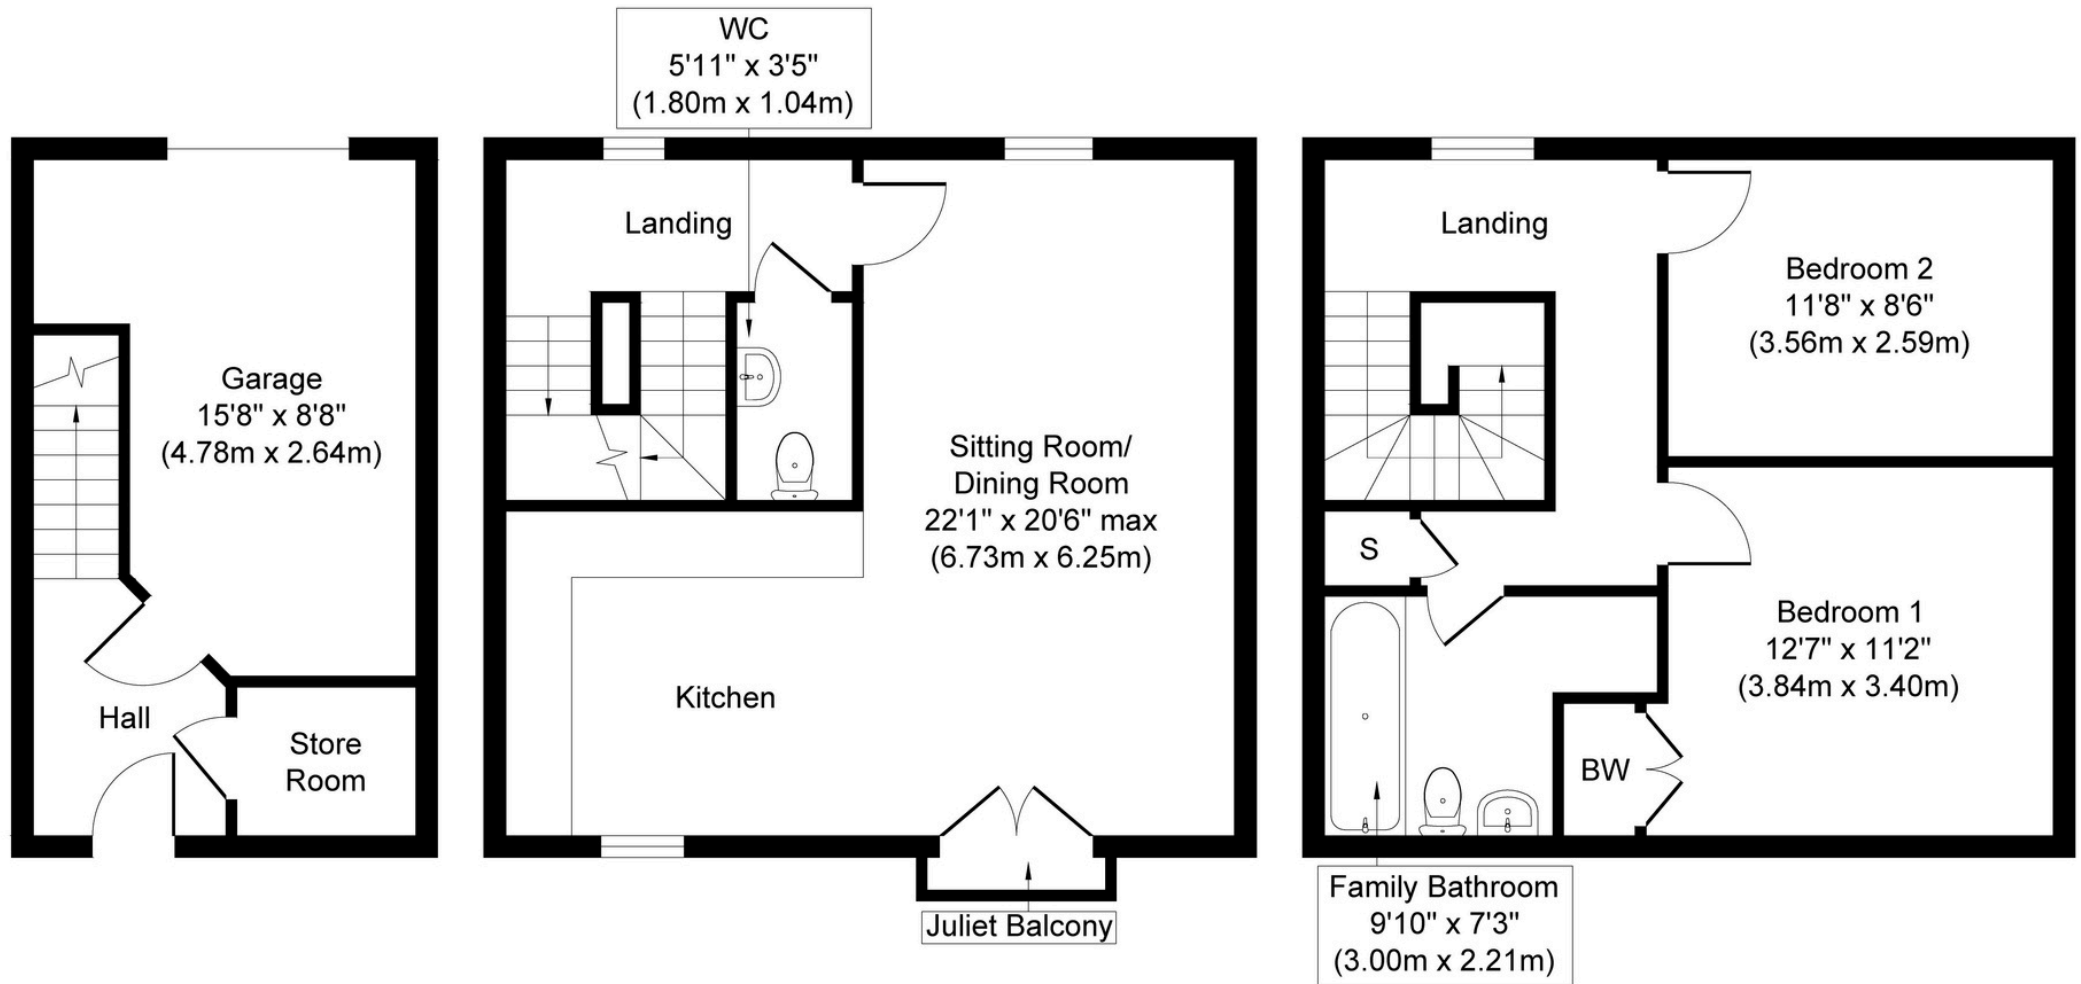 WC
5'11" x 3'5"
(1.80m x 1.04m)
Garage
15'8" x 8'8"
(4.78m x 2.64m)
Hall
Store
Room
Landing
Sitting Room/
Dining Room
22'1" x 20'6" max
(6.73m x 6.25m)
Kitchen
Juliet Balcony
Landing
Bedroom 2
11'8" x 8'6"
(3.56m x 2.59m)
S
Bedroom 1
12'7" x 11'2"
(3.84m x 3.40m)
BW
Family Bathroom
9'10" x 7'3"
(3.00m x 2.21m)